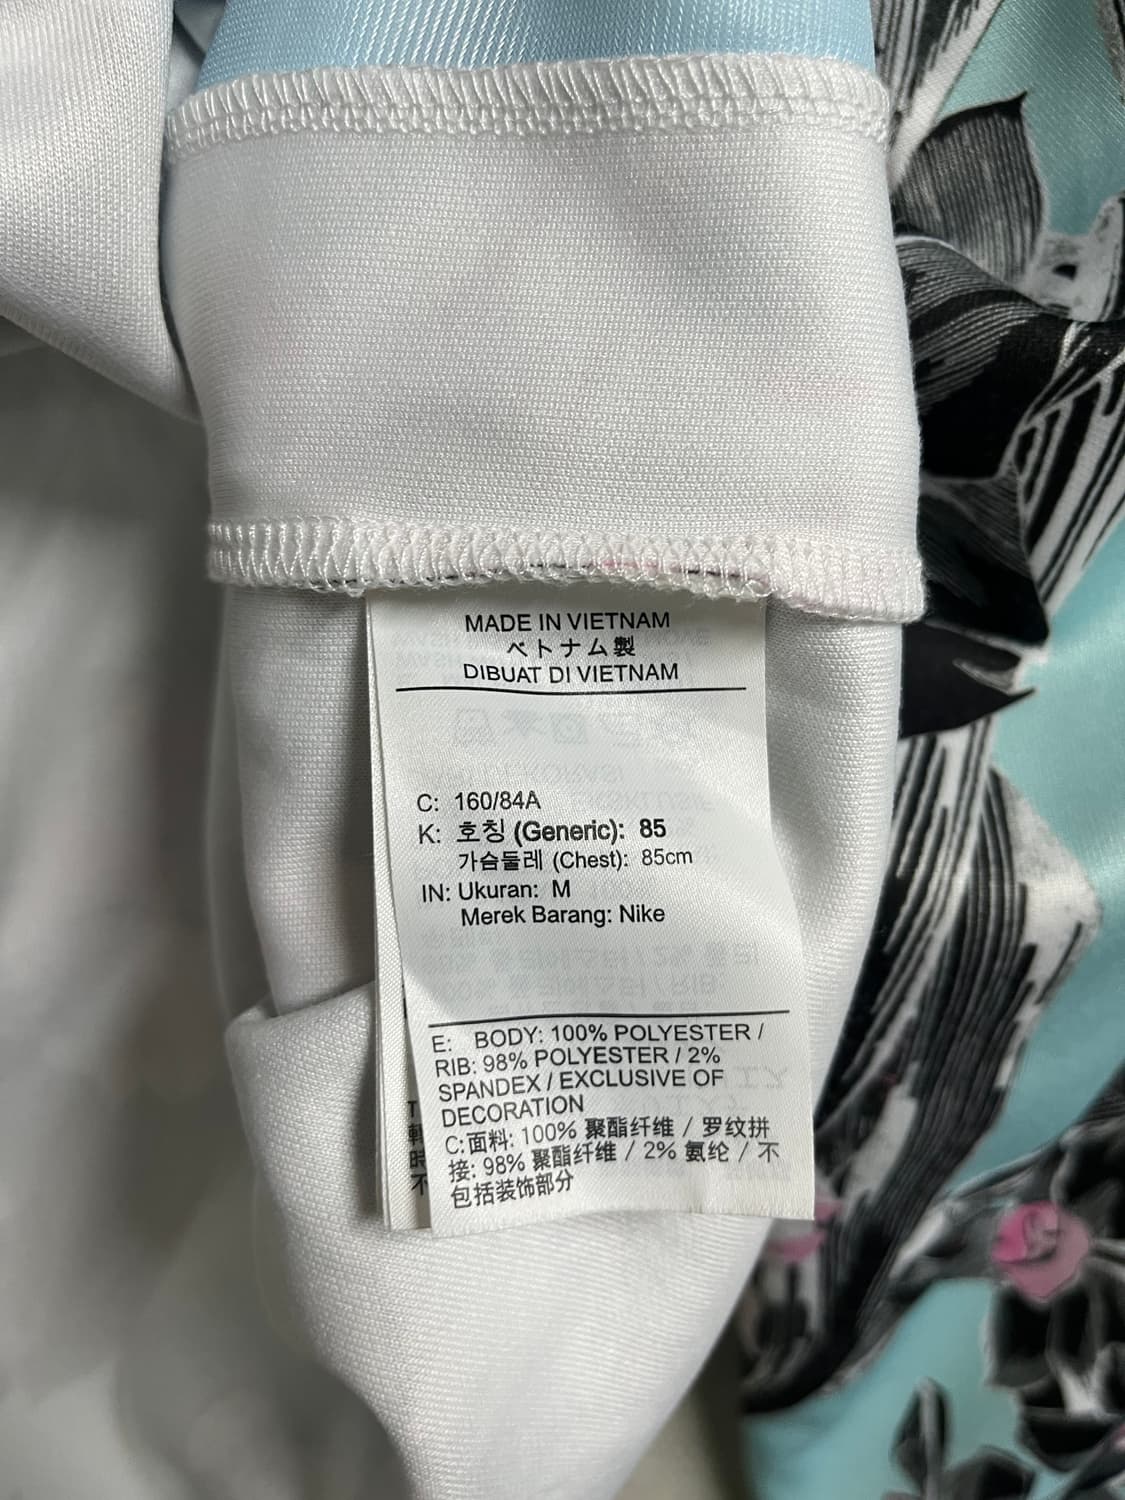 MADE IN VIETNAM
ベトナム製
DIBUAT DI VIETNAM
C: 160/84A
K: 호칭 (Generic): 85
가슴둘레 (Chest): 85cm
IN: Ukuran: M
Merek Barang: Nike
E: BODY: 100% POLYESTER /
RIB: 98% POLYESTER / 2%
SPANDEX / EXCLUSIVE OF
DECORATION
C:面料: 100% 聚酯纤维 / 罗纹拼
接: 98% 聚酯纤维 / 2% 氨纶 / 不
包括装饰部分